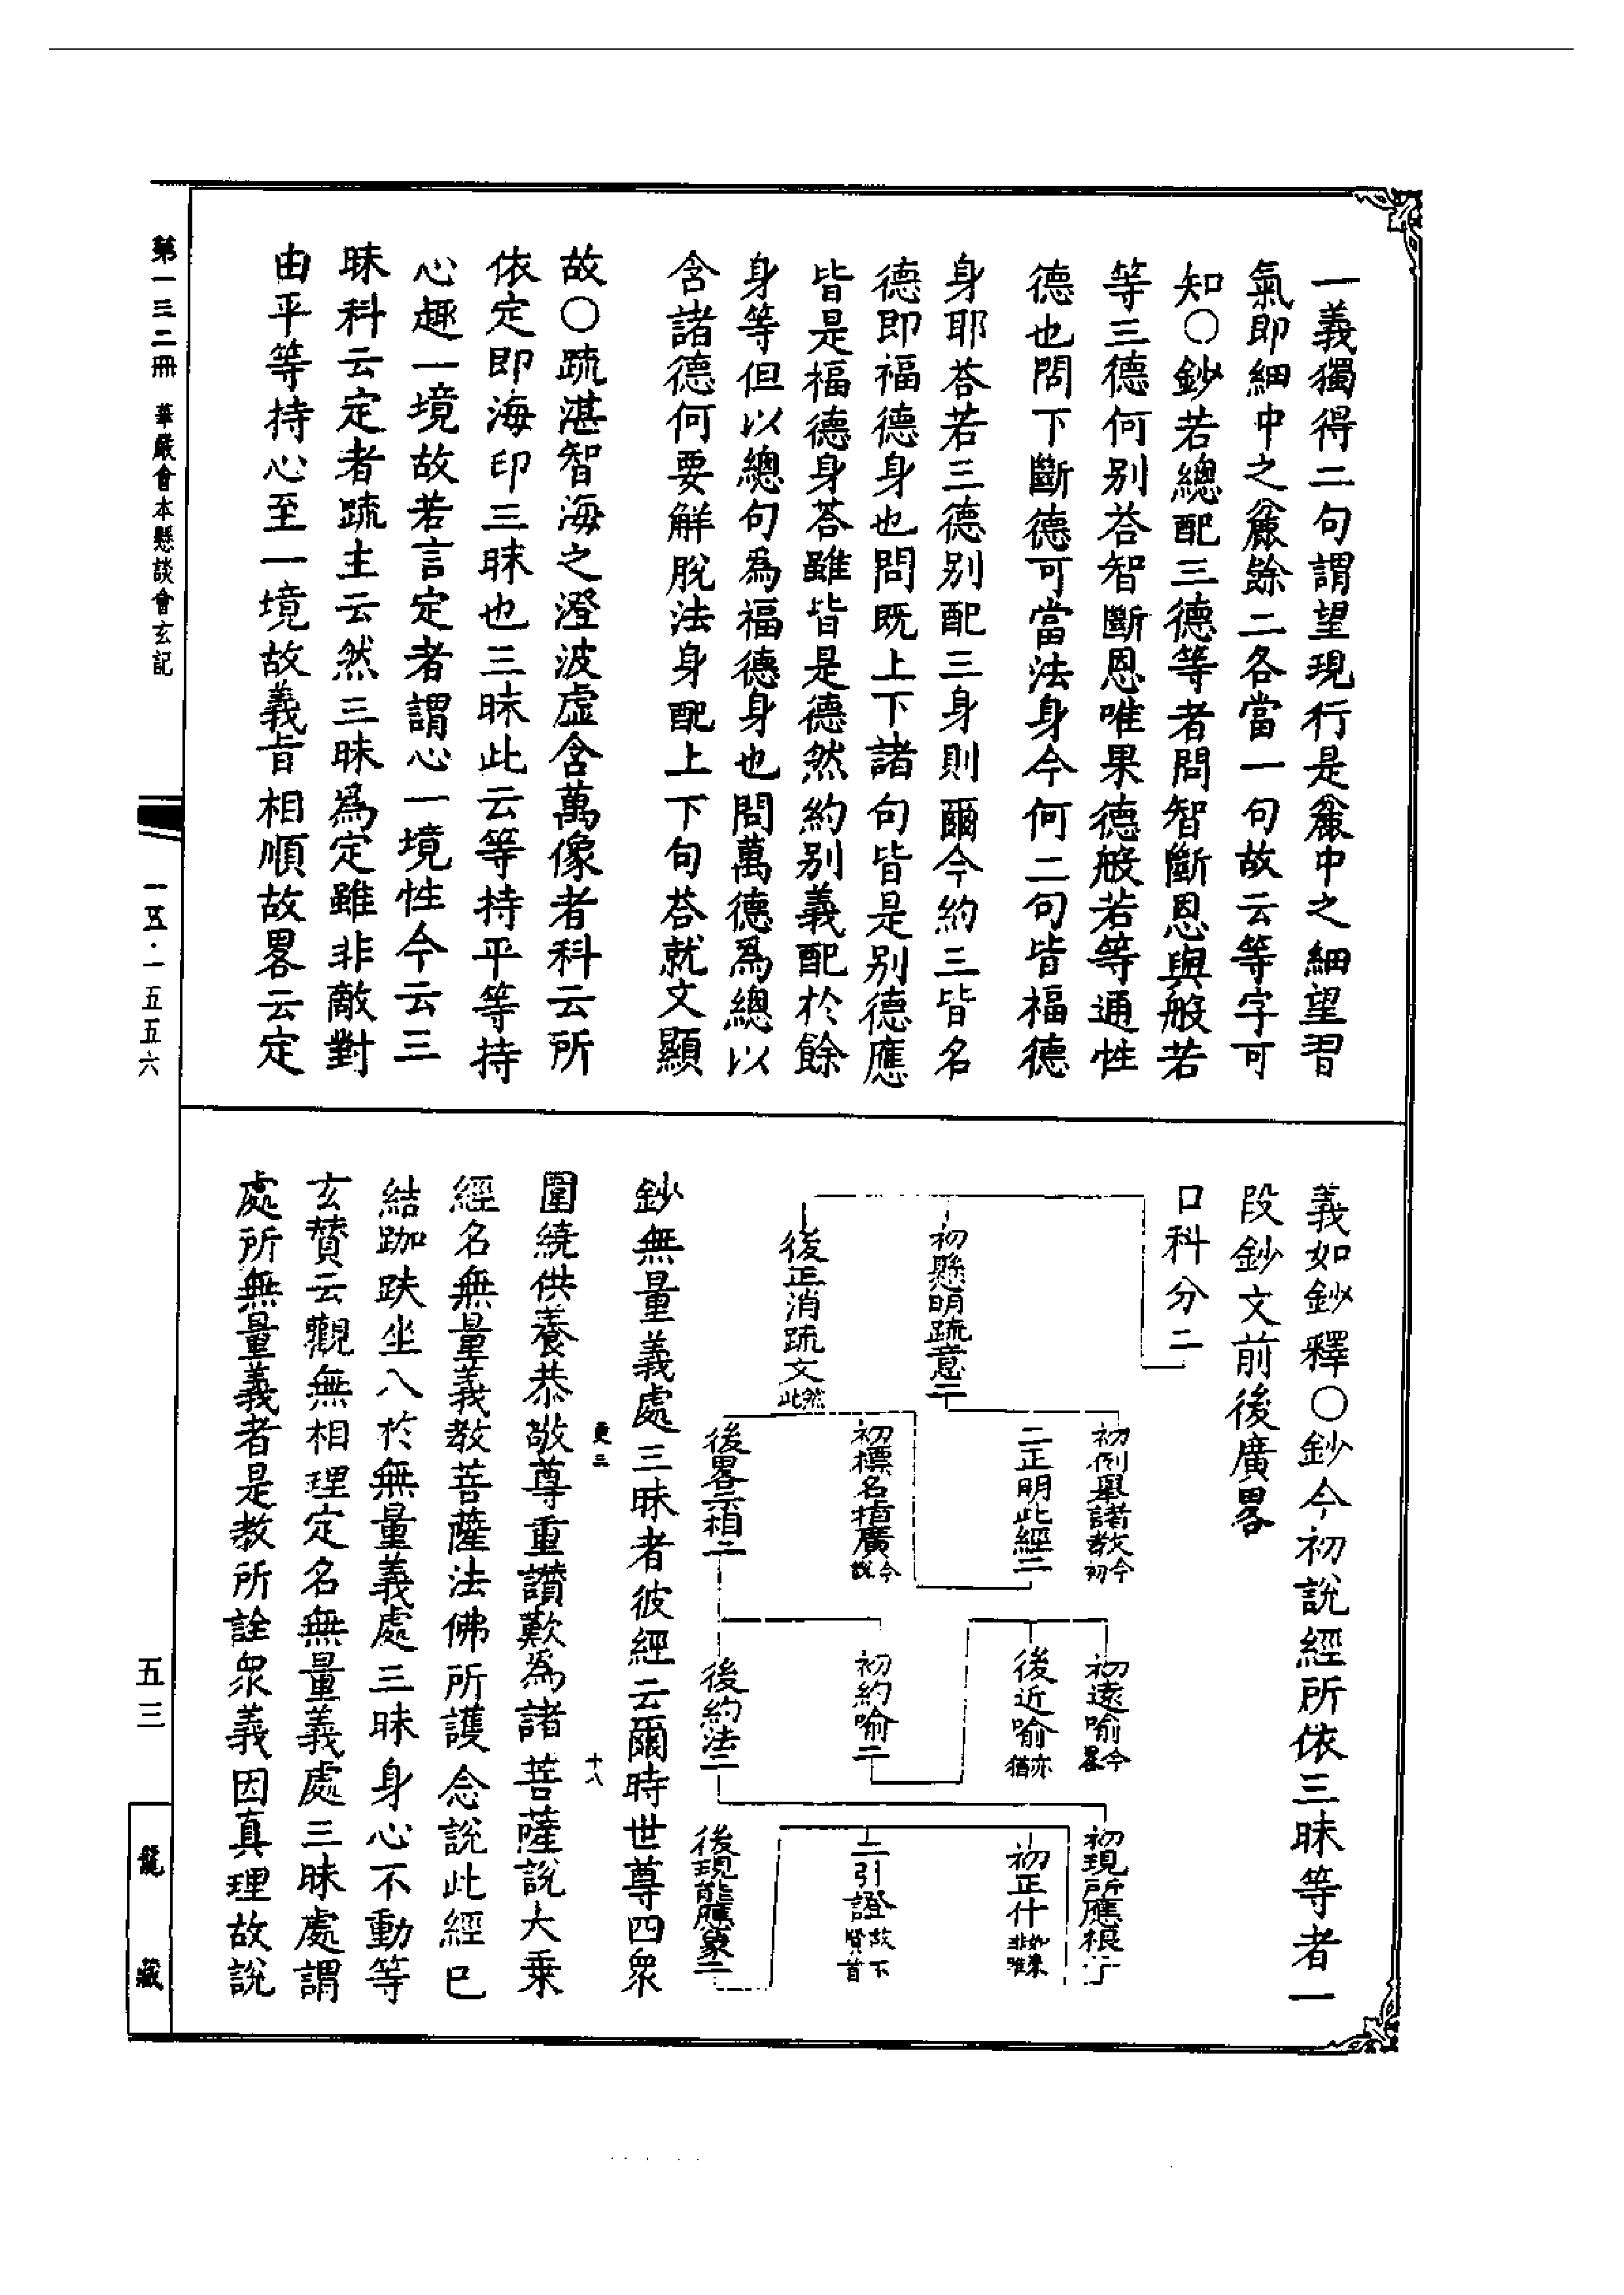 一義獨得二句謂望現行是麤中之細望習
氣即細中之麤餘二各當一句故云等字可
知○鈔若總配三德等者問智斷恩與般若
等三德何別荅智斷恩唯果德般若等通性
德也問下斷德可當法身今何二句皆福德
身耶荅若三德別配三身則爾今約三皆名
德即福德身也問既上下諸句皆是別德應
皆是福德身荅雖皆是德然約別義配於餘
身等但以總句爲福德身也問萬德爲總以
含諸德何要解脫法身配上下句荅就文顯
故○疏湛智海之澄波虛含萬像者科云所
依定即海印三昧也三昧此云等持平等持
心趣一境故若言定者謂心一境性今云三
昧科云定者疏主云然三昧爲定雖非敵對
由平等持心至一境故義旨相順故畧云定
義如鈔釋○鈔今初說經所依三昧等者一
段鈔文前後廣畧
口科分二
初懸明疏意二
後正消疏文然此
初例舉諸教今初
二正明此經二
初標名指廣今說
後畧示相二
初遠喻今畧
後近喻亦猶
初約喻二
後約法二
初現所應根二
初正什如來非唯
二引證故下賢首
後現能應象二
鈔無量義處三昧者彼經云爾時世尊四衆
圍繞供養恭敬尊重讚歎爲諸菩薩說大乘
經名無量義教菩薩法佛所護念說此經已
結跏趺坐入於無量義處三昧身心不動等
玄贊云觀無相理定名無量義處三昧處謂
處所無量義者是教所詮衆義因真理故說
更三
十八
第一三二冊 華嚴會本懸談會玄記
一五五·一五五六
五三
龍藏